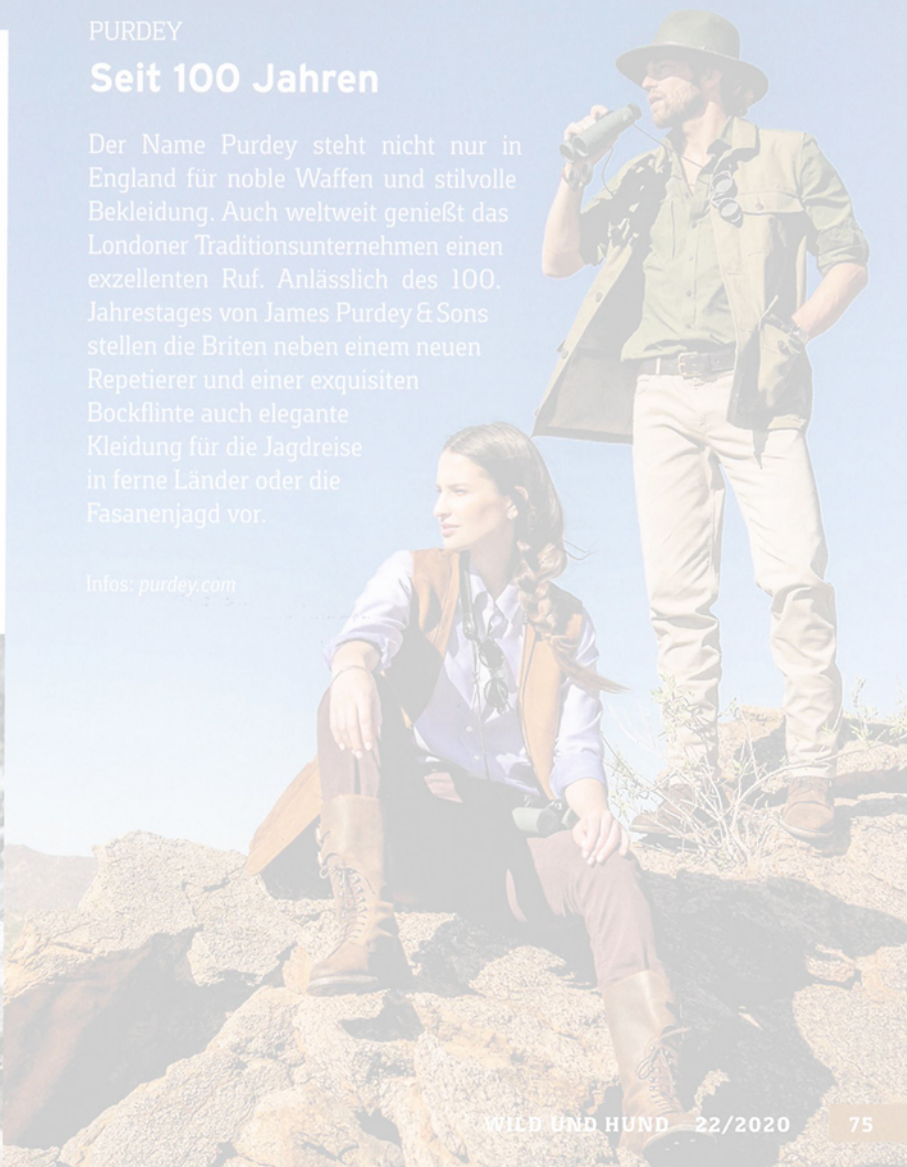 PURDEY
Seit 100 Jahren
Der Name Purdey steht nicht nur in
England für noble Waffen und stilvolle
Bekleidung. Auch weltweit genießt das
Londoner Traditionsunternehmen einen
exzellenten Ruf. Anlässlich des 100.
Jahrestages von James Purdey & Sons
stellen die Briten neben einem neuen
Repetierer und einer exquisiten
Bockflinte auch elegante
Kleidung für die Jagdreise
in ferne Länder oder die
Fasanenjagd vor.
Infos: purdey.com
WILD UND HUND 22/2020 75